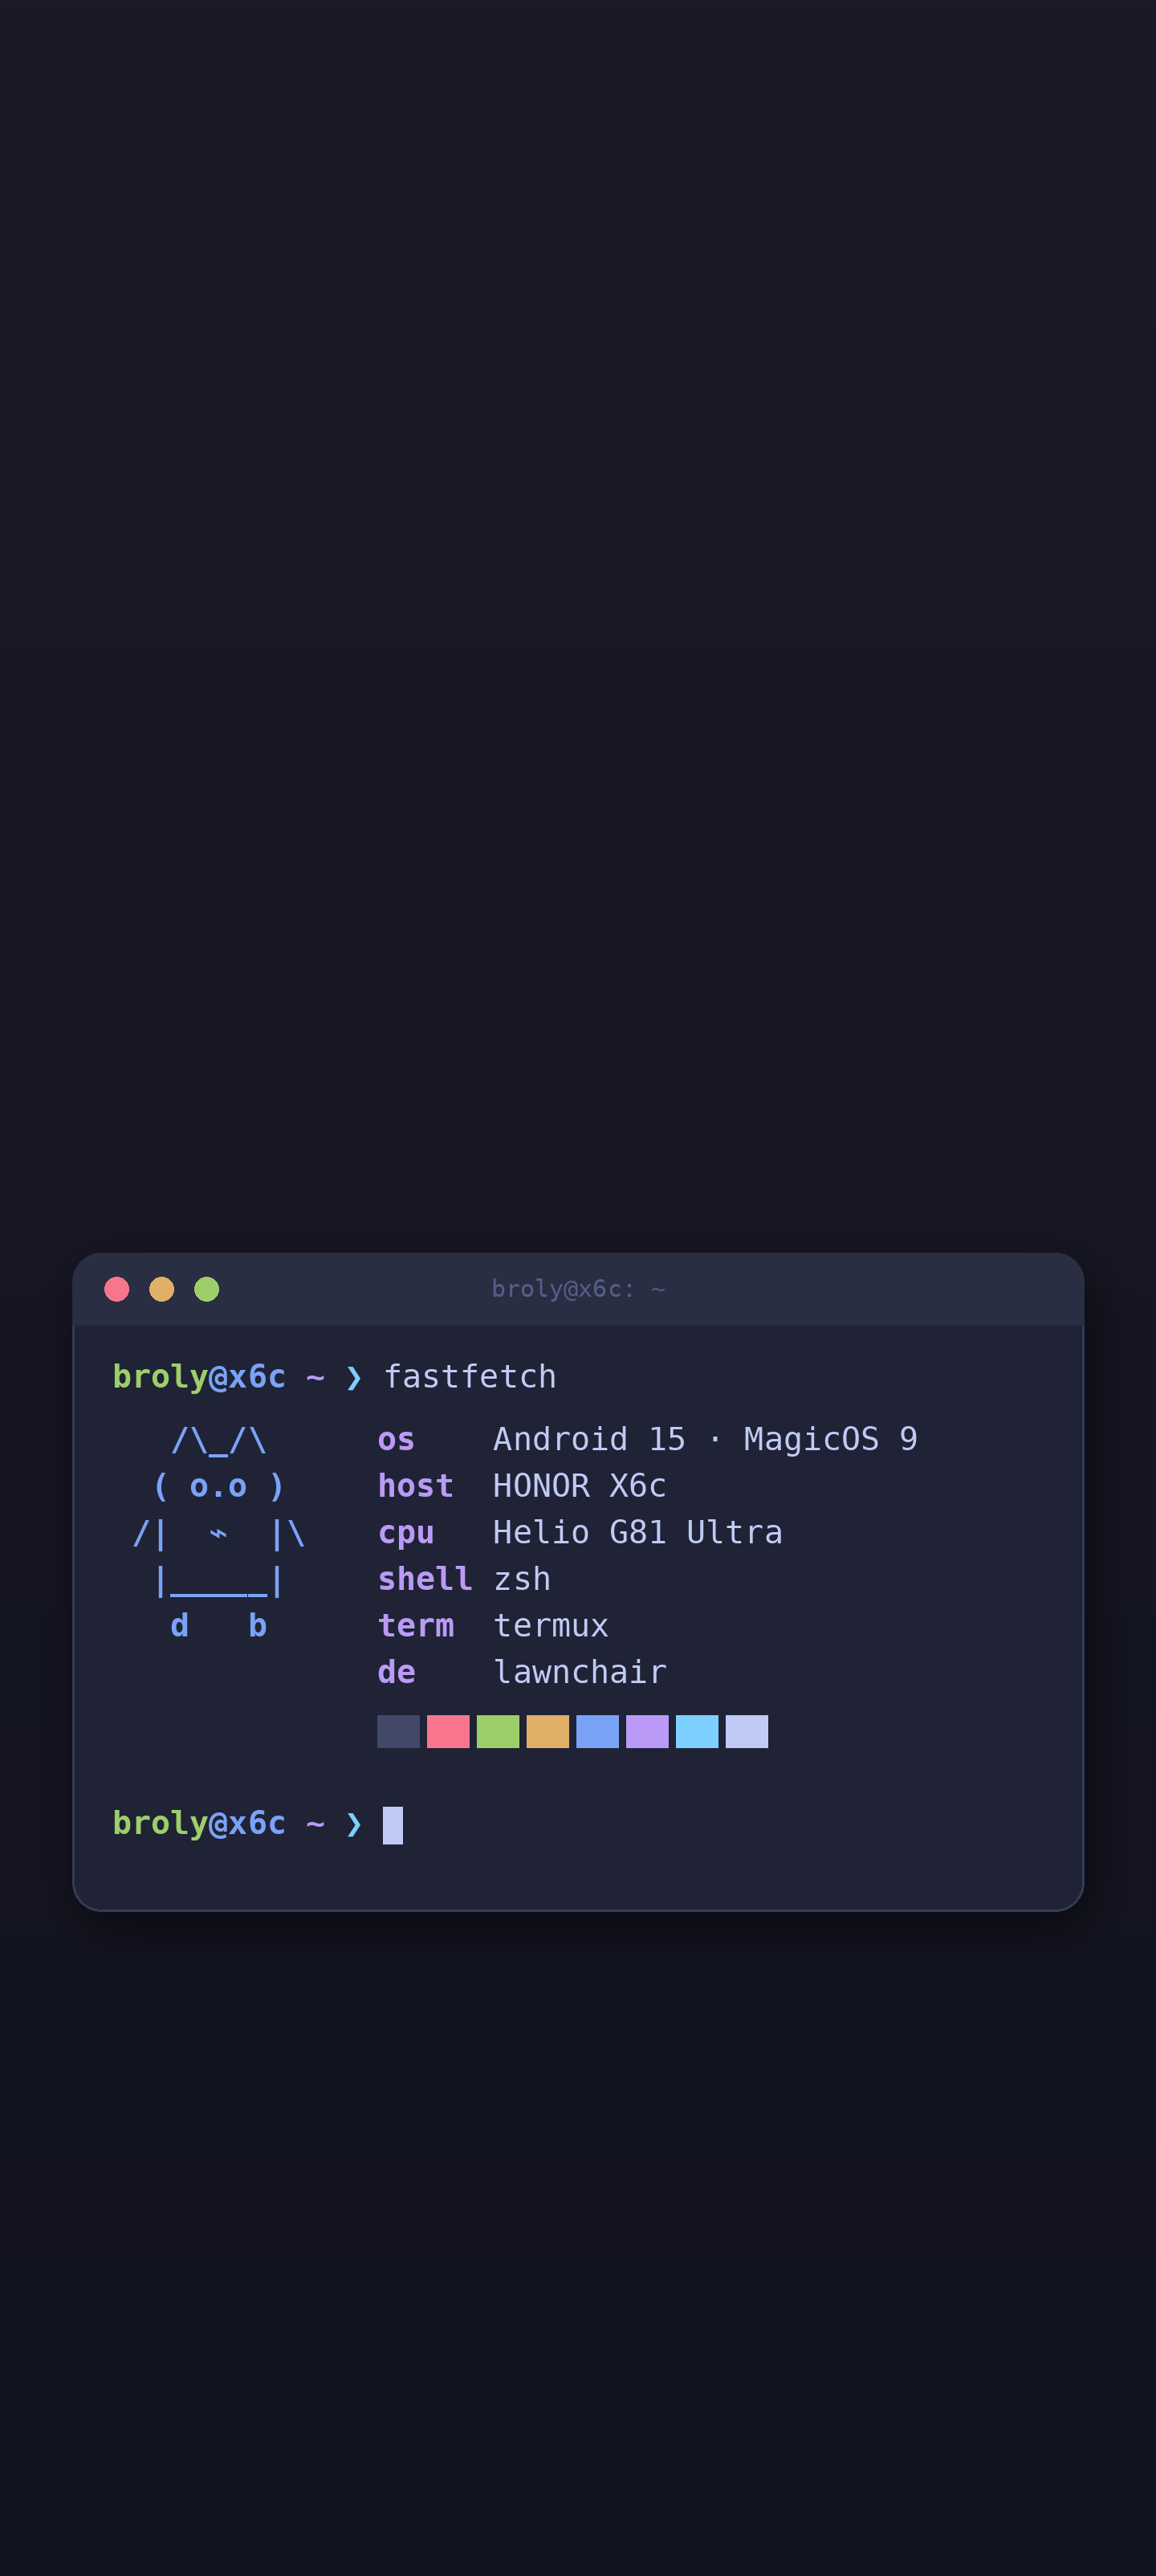 broly@x6c: ~
broly@x6c ~ ❯ fastfetch
/\_/\
( o.o )
/|  ⌁  |\
|_____|
d   b
os Android 15 · MagicOS 9
host HONOR X6c
cpu Helio G81 Ultra
shell zsh
term termux
de lawnchair
broly@x6c ~ ❯